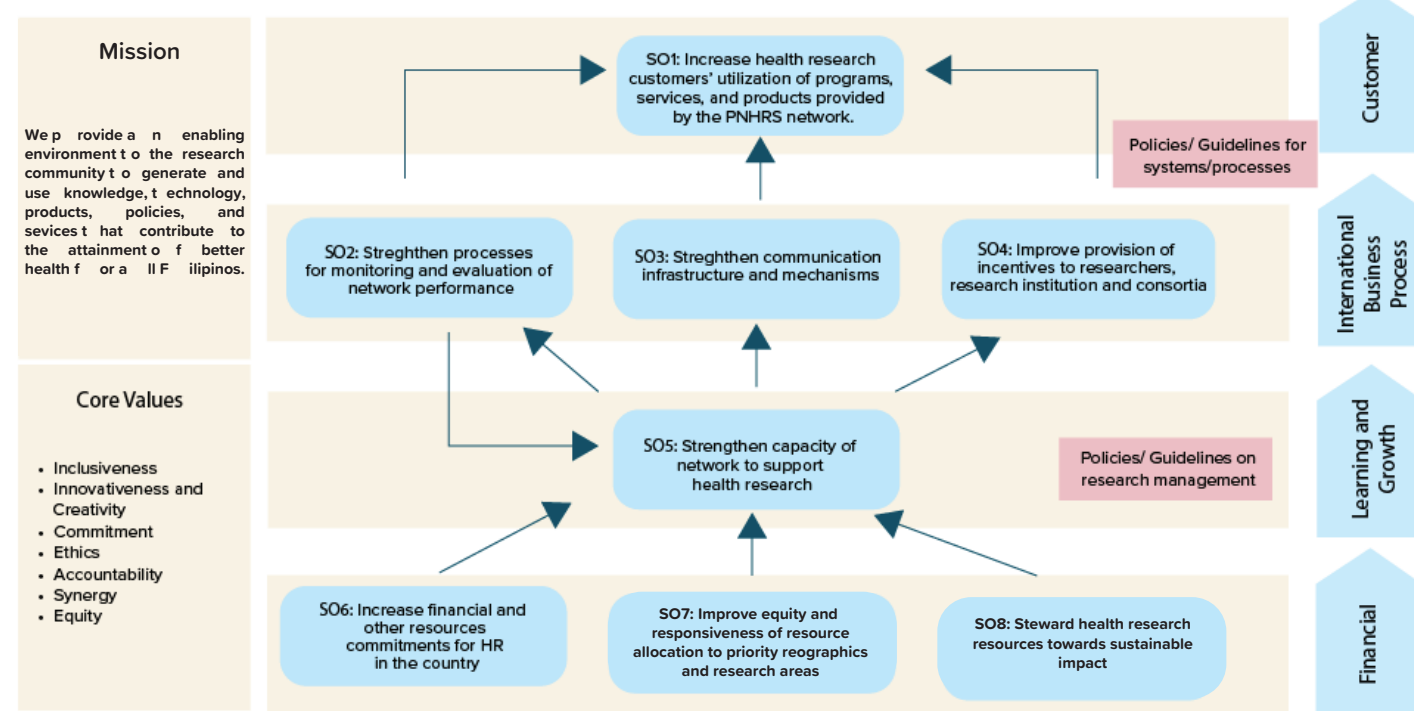 Mission
We p rovide a n enabling
environment t o the research
community t o generate and
use knowledge, t echnology,
products, policies, and
sevices t hat contribute to
the attainment o f better
health f or a ll F ilipinos.
Core Values
• Inclusiveness
• Innovativeness and
Creativity
• Commitment
• Ethics
• Accountability
• Synergy
• Equity
SO1: Increase health research
customers' utilization of programs,
services, and products provided
by the PNHRS network.
Policies/ Guidelines for
systems/processes
Customer
SO2: Streghthen processes
for monitoring and evaluation of
network performance
SO3: Streghthen communication
infrastructure and mechanisms
SO4: Improve provision of
incentives to researchers,
research institution and consortia
International
Business
Process
SO5: Strengthen capacity of
network to support
health research
Policies/ Guidelines on
research management
Learning and
Growth
SO6: Increase financial and
other resources
commitments for HR
in the country
SO7: Improve equity and
responsiveness of resource
allocation to priority reographics
and research areas
SO8: Steward health research
resources towards sustainable
impact
Financial